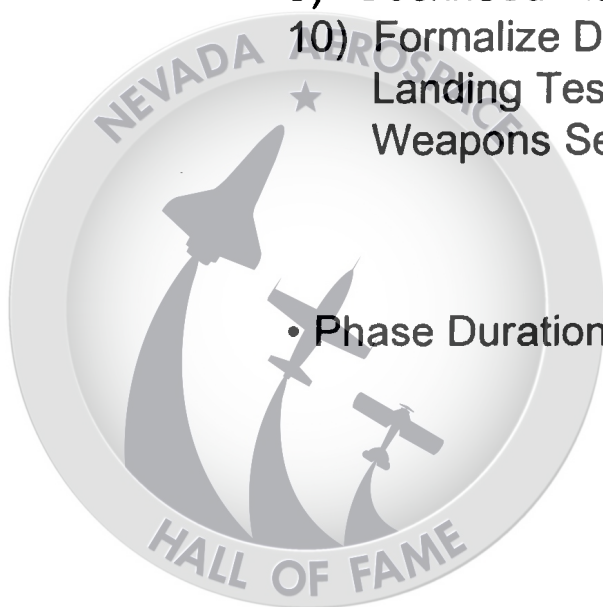 10) Formalize D
Landing Tes
Weapons Se
• Phase Duration
NEVADA AEROSPACE
HALL OF FAME